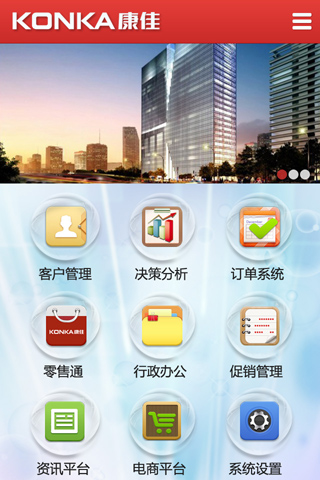 KONKA康佳
客户管理
决策分析
订单系统
KONKA康佳
零售通
行政办公
促销管理
资讯平台
电商平台
系统设置